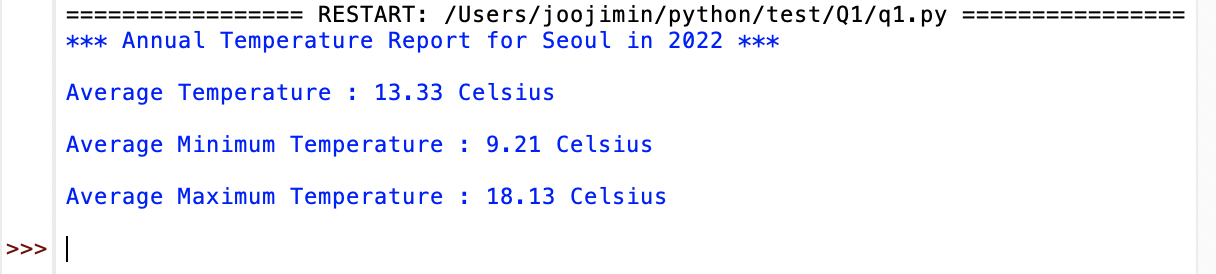 ================= RESTART: /Users/joojimin/python/test/Q1/q1.py ================
*** Annual Temperature Report for Seoul in 2022 ***
Average Temperature : 13.33 Celsius
Average Minimum Temperature : 9.21 Celsius
Average Maximum Temperature : 18.13 Celsius
>>>